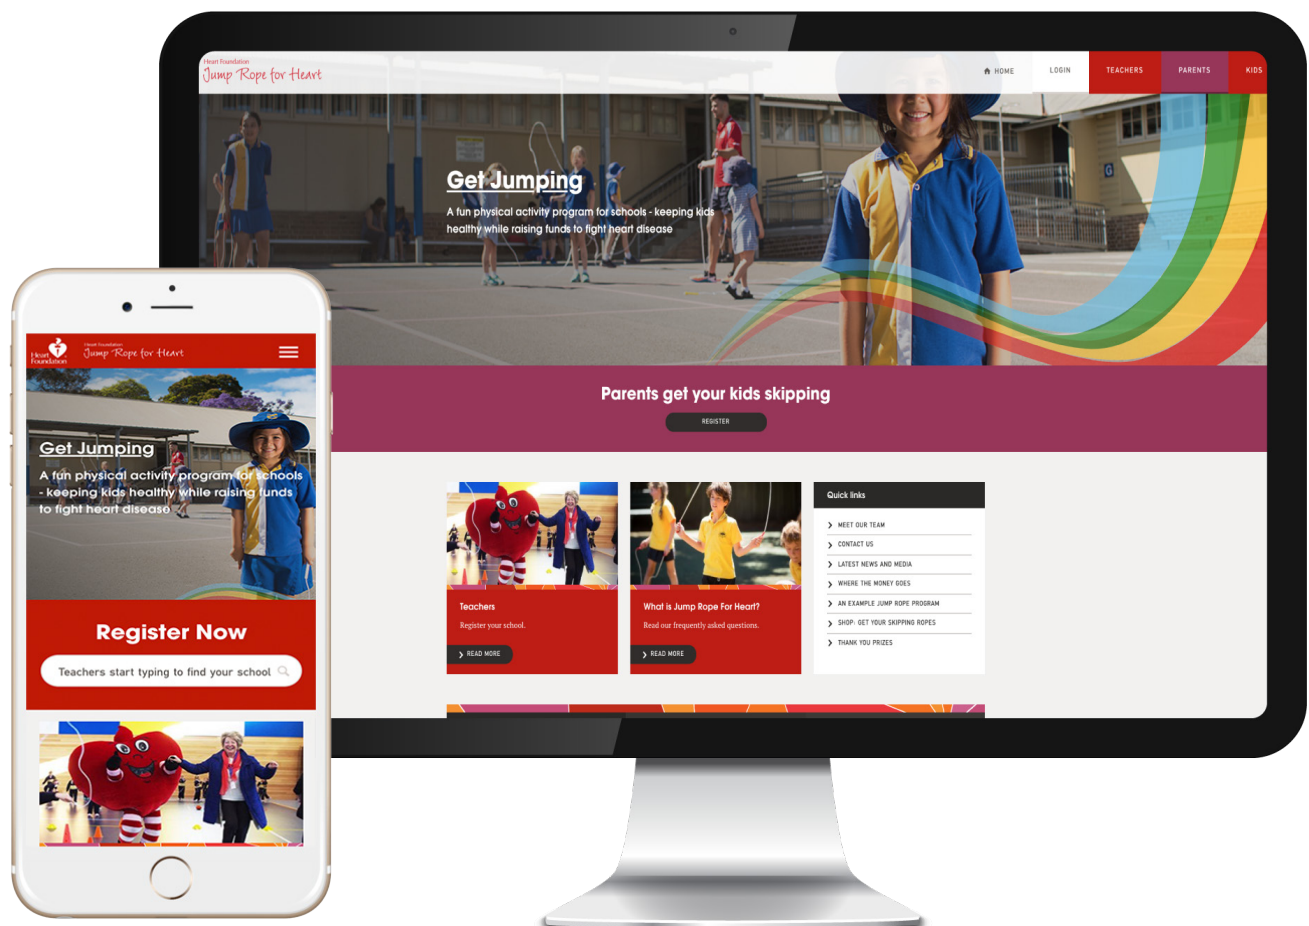 Heart Foundation
Jump Rope for Heart
HOME
LOGIN
TEACHERS
PARENTS
KIDS
G
Get Jumping
A fun physical activity program for schools - keeping kids
healthy while raising funds to fight heart disease
Parents get your kids skipping
REGISTER
Teachers
Register your school.
READ MORE
What is Jump Rope For Heart?
Read our frequently asked questions.
READ MORE
Quick links
MEET OUR TEAM
CONTACT US
LATEST NEWS AND MEDIA
WHERE THE MONEY GOES
AN EXAMPLE JUMP ROPE PROGRAM
SHOP: GET YOUR SKIPPING ROPES
THANK YOU PRIZES
Heart
Foundation
Heart Foundation
Jump Rope for Heart
Get Jumping
A fun physical activity program for schools
- keeping kids healthy while raising funds
to fight heart disease
Register Now
Teachers start typing to find your school